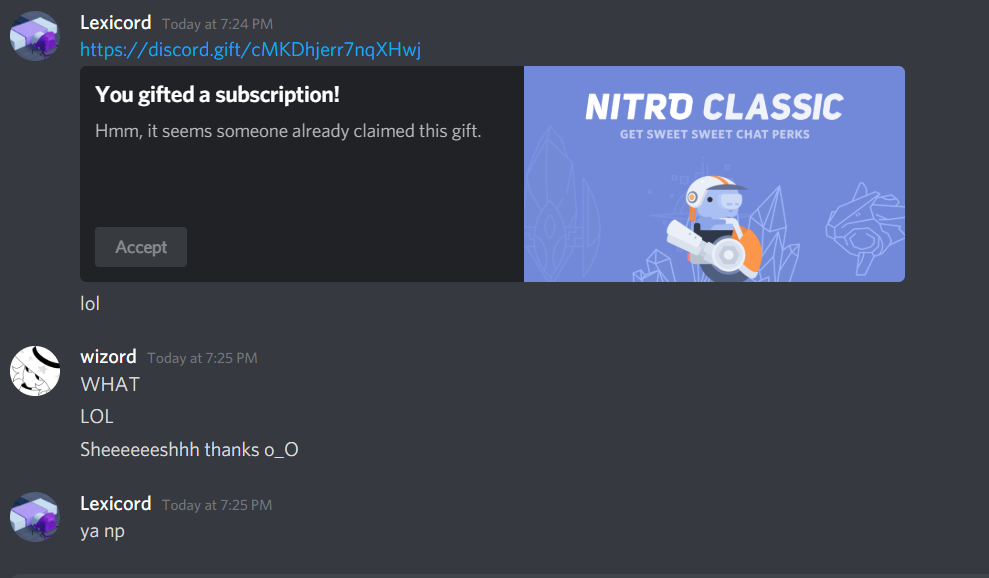 Lexicord Today at 7:24 PM
https://discord.gift/cMKDhjerr7nqXHwj
You gifted a subscription!
Hmm, it seems someone already claimed this gift.
Accept
NITRO CLASSIC
GET SWEET SWEET CHAT PERKS
lol
wizord Today at 7:25 PM
WHAT
LOL
Sheeeeeeshhh thanks o_O
Lexicord Today at 7:25 PM
ya np